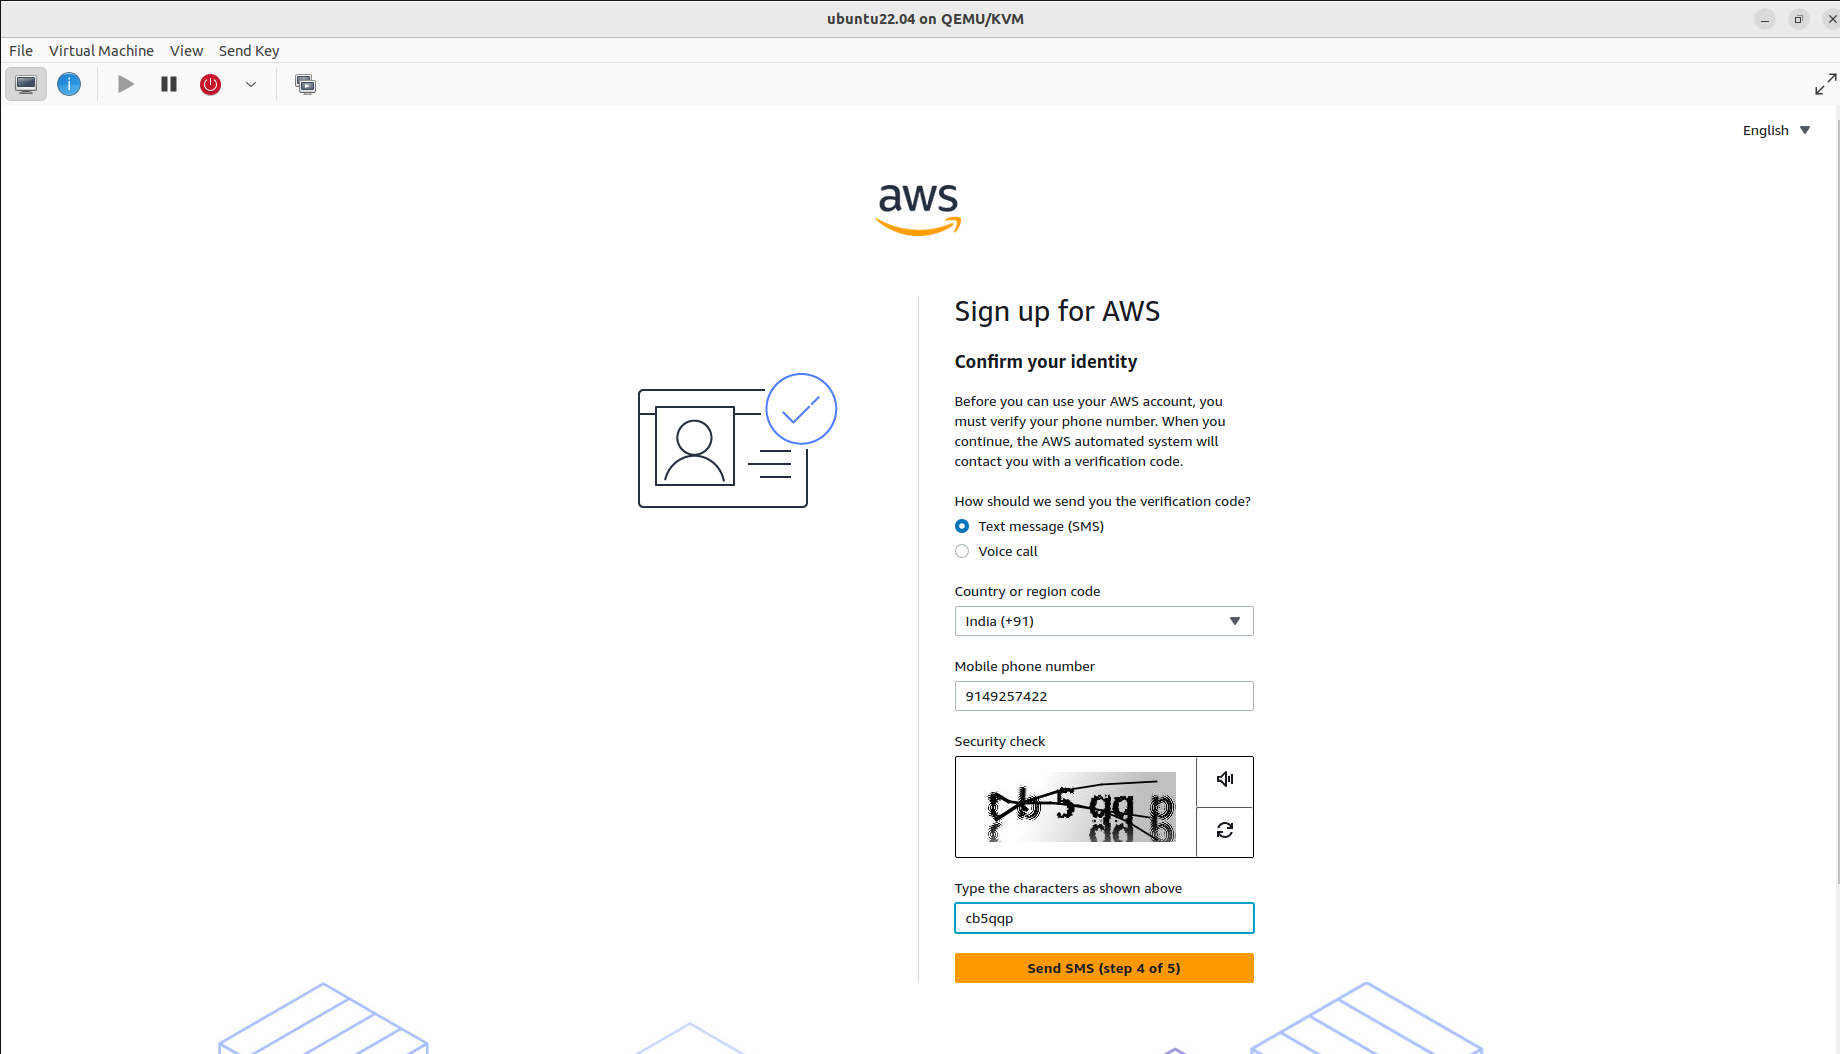 ubuntu22.04 on QEMU/KVM
File Virtual Machine View Send Key
English
aws
Sign up for AWS
Confirm your identity
Before you can use your AWS account, you
must verify your phone number. When you
continue, the AWS automated system will
contact you with a verification code.
How should we send you the verification code?
Text message (SMS)
Voice call
Country or region code
India (+91)
Mobile phone number
9149257422
Security check
Type the characters as shown above
cb5qqp
Send SMS (step 4 of 5)